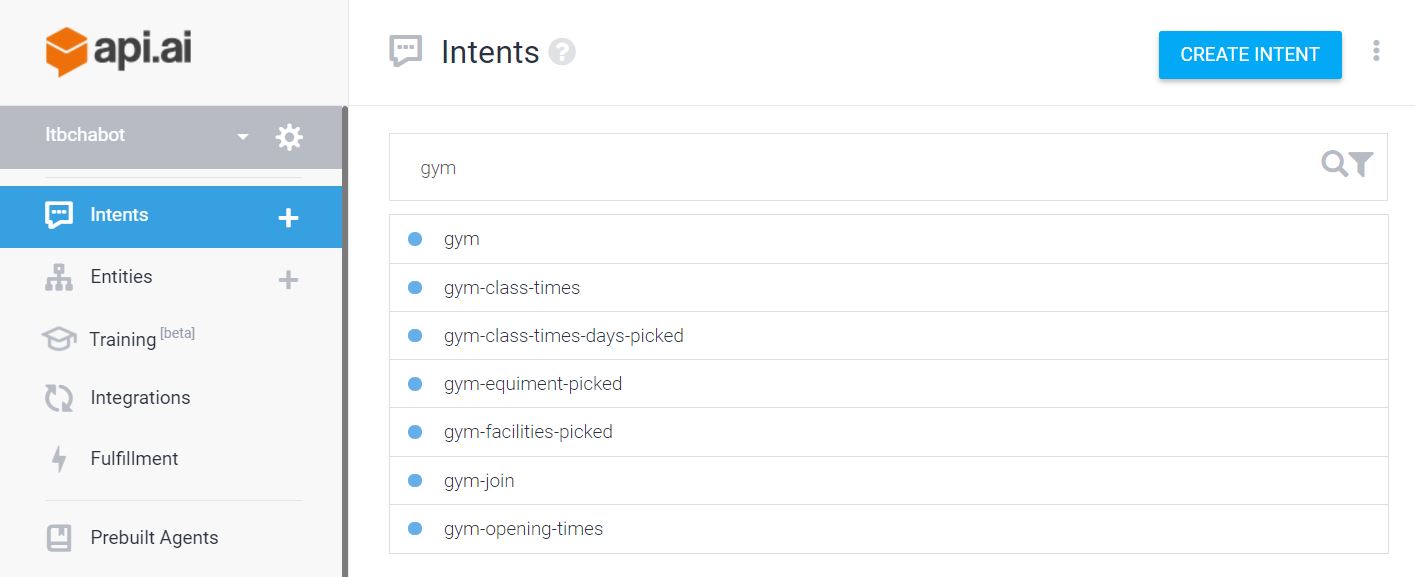 api.ai
ltbchabot
Intents
Entities
Training [beta]
Integrations
Fulfillment
Prebuilt Agents
Intents ?
CREATE INTENT
gym
gym
gym-class-times
gym-class-times-days-picked
gym-equiment-picked
gym-facilities-picked
gym-join
gym-opening-times